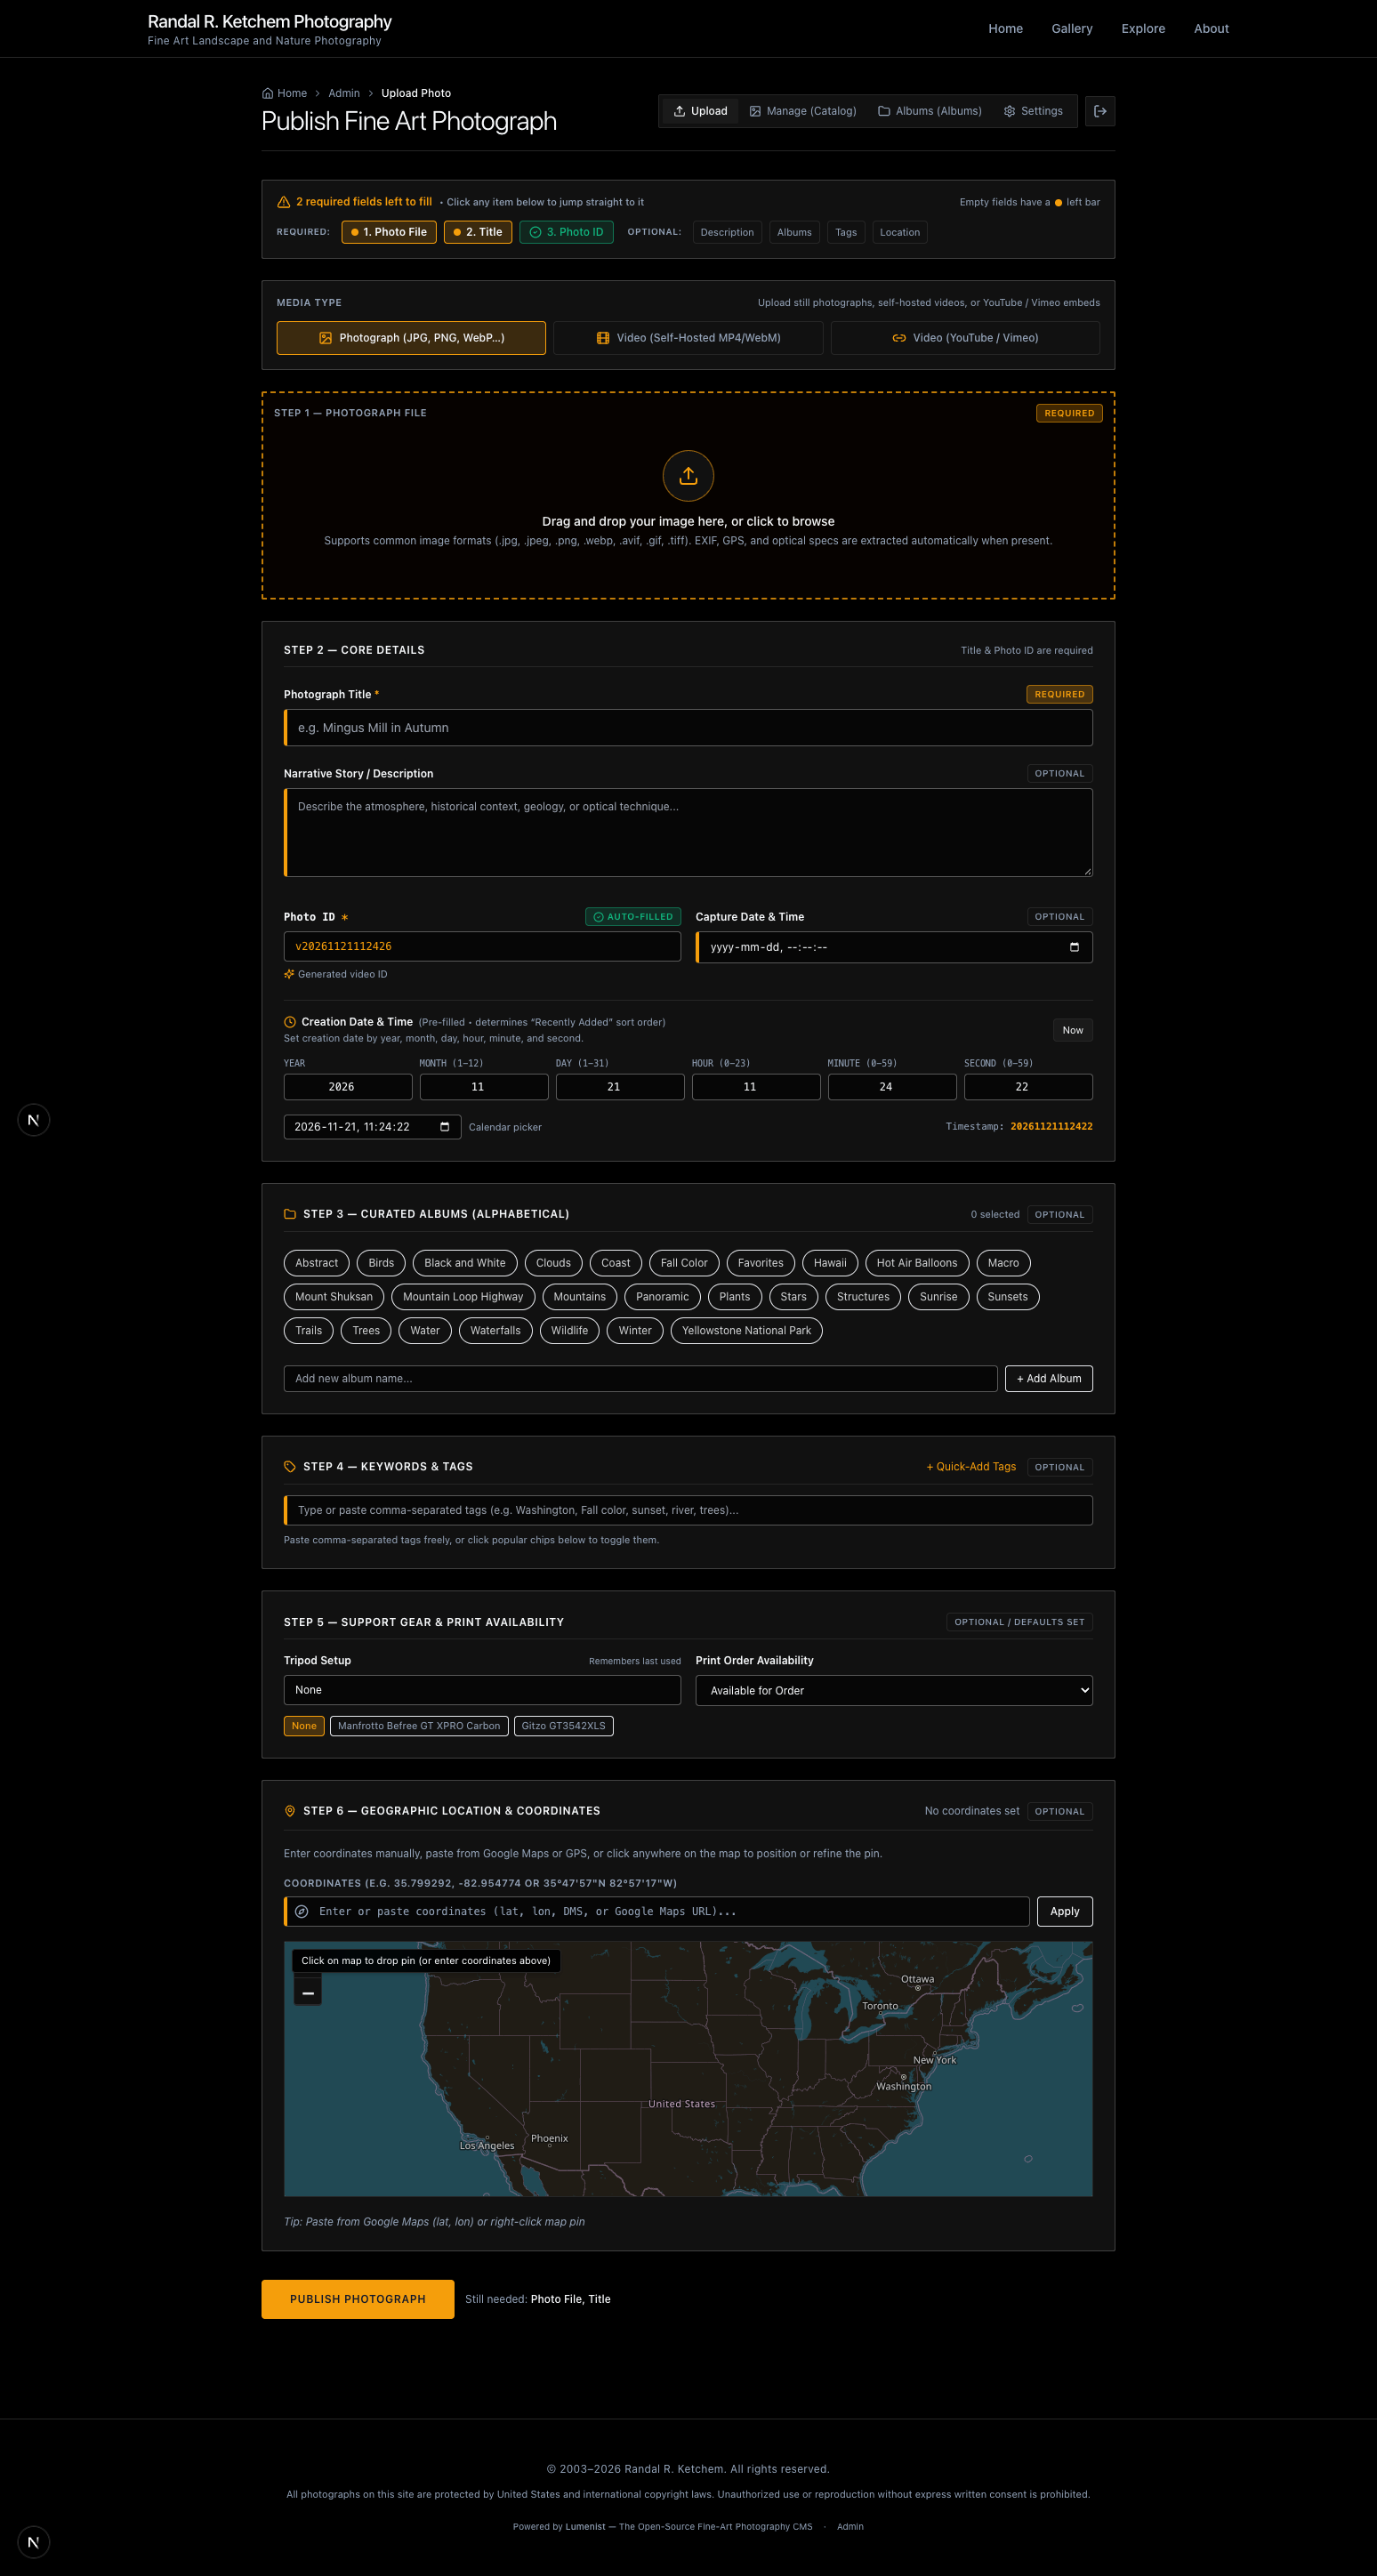 Randal R. Ketchem Photography
Fine Art Landscape and Nature Photography
Home Gallery Explore About
Home > Admin > Upload Photo
Publish Fine Art Photograph
Upload Manage (Catalog) Albums (Albums) Settings
2 required fields left to fill • Click any item below to jump straight to it
Empty fields have a ● left bar
REQUIRED: 1. Photo File 2. Title 3. Photo ID OPTIONAL: Description Albums Tags Location
MEDIA TYPE
Upload still photographs, self-hosted videos, or YouTube / Vimeo embeds
Photograph (JPG, PNG, WebP...) Video (Self-Hosted MP4/WebM) Video (YouTube / Vimeo)
STEP 1 — PHOTOGRAPH FILE REQUIRED
Drag and drop your image here, or click to browse
Supports common image formats (.jpg, .jpeg, .png, .webp, .avif, .gif, .tiff). EXIF, GPS, and optical specs are extracted automatically when present.
STEP 2 — CORE DETAILS Title & Photo ID are required
Photograph Title * REQUIRED
e.g. Mingus Mill in Autumn
Narrative Story / Description OPTIONAL
Describe the atmosphere, historical context, geology, or optical technique...
Photo ID * AUTO-FILLED Capture Date & Time OPTIONAL
v20261121112426 yyyy-mm-dd, --:--:--
Generated video ID
Creation Date & Time (Pre-filled • determines "Recently Added" sort order)
Set creation date by year, month, day, hour, minute, and second.
Now
YEAR MONTH (1–12) DAY (1–31) HOUR (0–23) MINUTE (0–59) SECOND (0–59)
2026 11 21 11 24 22
2026-11-21, 11:24:22 Calendar picker Timestamp: 20261121112422
STEP 3 — CURATED ALBUMS (ALPHABETICAL) 0 selected OPTIONAL
Abstract Birds Black and White Clouds Coast Fall Color Favorites Hawaii Hot Air Balloons Macro
Mount Shuksan Mountain Loop Highway Mountains Panoramic Plants Stars Structures Sunrise Sunsets
Trails Trees Water Waterfalls Wildlife Winter Yellowstone National Park
Add new album name... + Add Album
STEP 4 — KEYWORDS & TAGS + Quick-Add Tags OPTIONAL
Type or paste comma-separated tags (e.g. Washington, Fall color, sunset, river, trees)...
Paste comma-separated tags freely, or click popular chips below to toggle them.
STEP 5 — SUPPORT GEAR & PRINT AVAILABILITY OPTIONAL / DEFAULTS SET
Tripod Setup Remembers last used Print Order Availability
None Available for Order
None Manfrotto Befree GT XPRO Carbon Gitzo GT3542XLS
STEP 6 — GEOGRAPHIC LOCATION & COORDINATES No coordinates set OPTIONAL
Enter coordinates manually, paste from Google Maps or GPS, or click anywhere on the map to position or refine the pin.
COORDINATES (E.G. 35.799292, -82.954774 OR 35°47'57"N 82°57'17"W)
Enter or paste coordinates (lat, lon, DMS, or Google Maps URL)... Apply
Click on map to drop pin (or enter coordinates above)
Ottawa
Toronto
New York
Washington
United States
Phoenix
Los Angeles
Tip: Paste from Google Maps (lat, lon) or right-click map pin
PUBLISH PHOTOGRAPH Still needed: Photo File, Title
© 2003–2026 Randal R. Ketchem. All rights reserved.
All photographs on this site are protected by United States and international copyright laws. Unauthorized use or reproduction without express written consent is prohibited.
Powered by Lumenist — The Open-Source Fine-Art Photography CMS · Admin
N
N